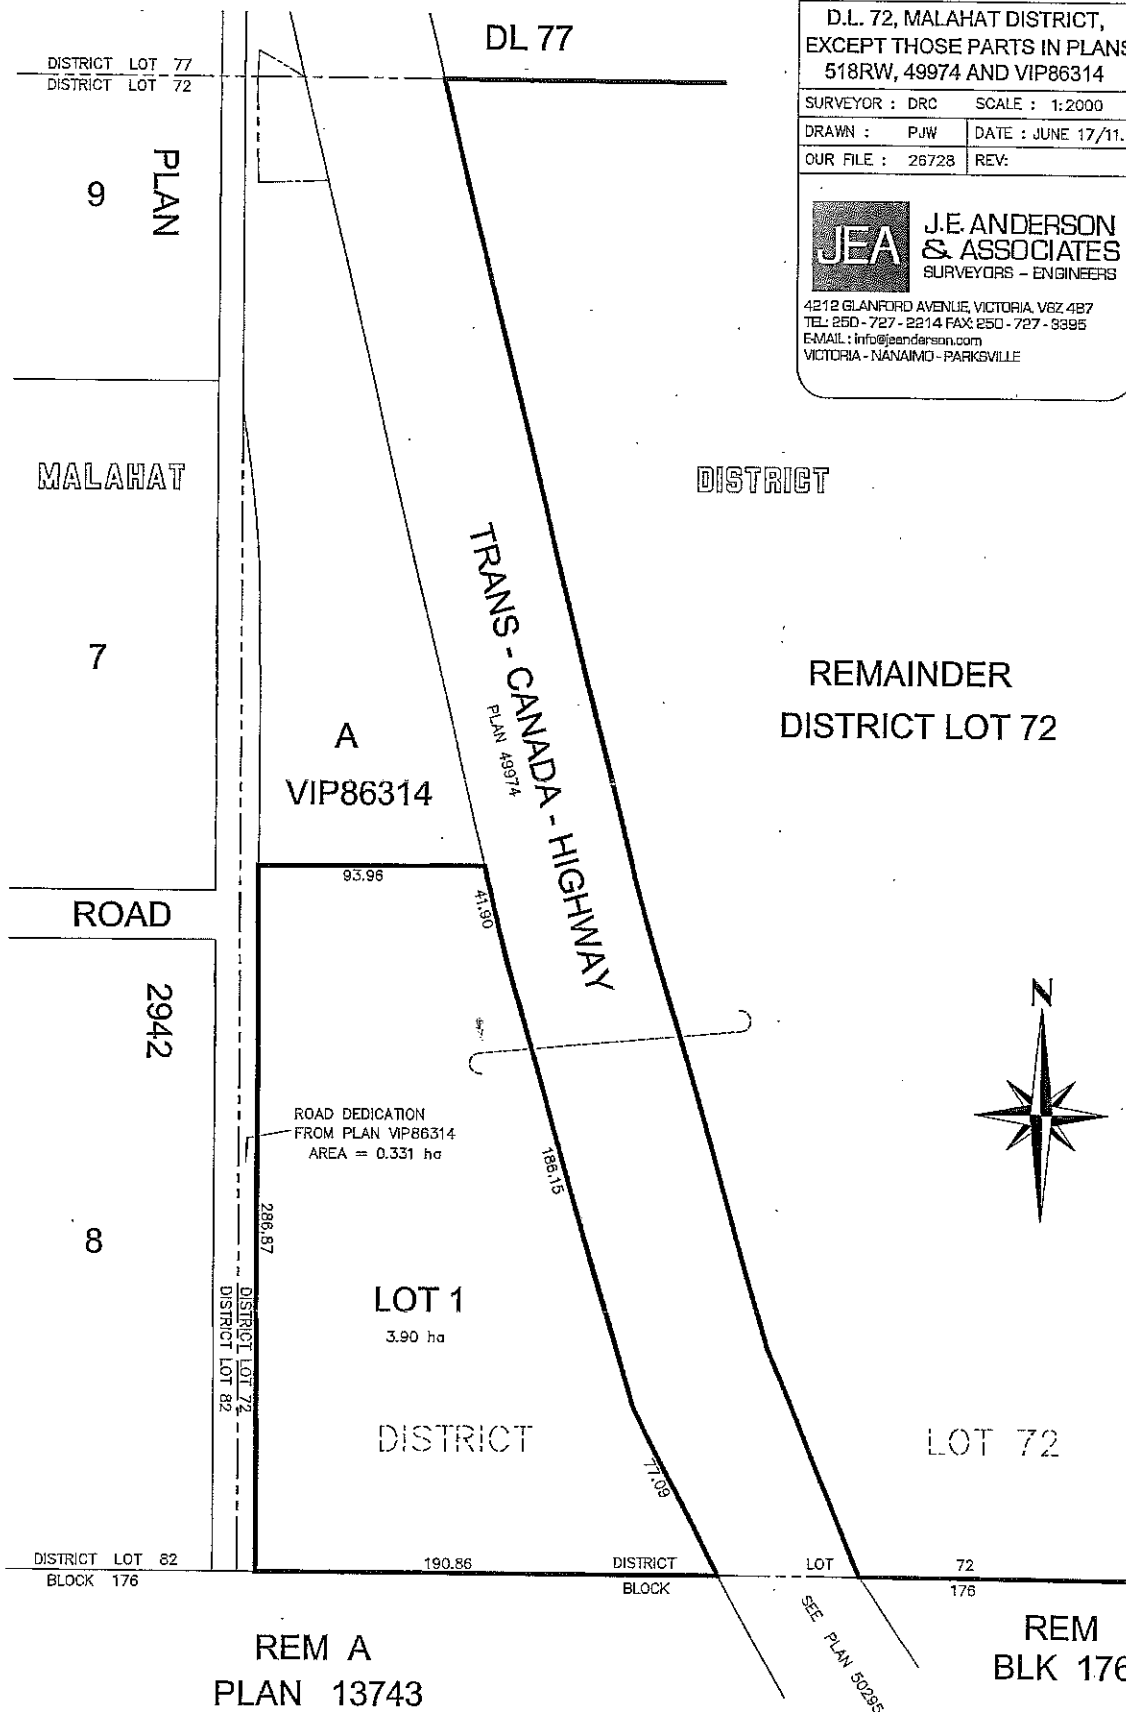 DL 77
DISTRICT LOT 77
DISTRICT LOT 72
D.L. 72, MALAHAT DISTRICT,
EXCEPT THOSE PARTS IN PLANS
518RW, 49974 AND VIP86314
SURVEYOR : DRC SCALE : 1:2000
DRAWN : PJW DATE : JUNE 17/11.
OUR FILE : 26728 REV:
JEA
J.E. ANDERSON
& ASSOCIATES
SURVEYORS - ENGINEERS
4212 GLANFORD AVENUE, VICTORIA, V8Z 4B7
TEL: 250-727-2214 FAX: 250-727-3395
E-MAIL: info@jeanderson.com
VICTORIA - NANAIMO - PARKSVILLE
9
PLAN
MALAHAT
DISTRICT
TRANS - CANADA - HIGHWAY
PLAN 49974
7
REMAINDER
DISTRICT LOT 72
A
VIP86314
93.96
41.90
ROAD
2942
N
ROAD DEDICATION
FROM PLAN VIP86314
AREA = 0.331 ha
186.15
286.87
8
LOT 1
3.90 ha
DISTRICT LOT 72
DISTRICT LOT 82
DISTRICT
LOT 72
77.09
DISTRICT LOT 82
BLOCK 176
190.86
DISTRICT LOT 72
BLOCK 176
SEE PLAN 50295
REM A
PLAN 13743
REM
BLK 176